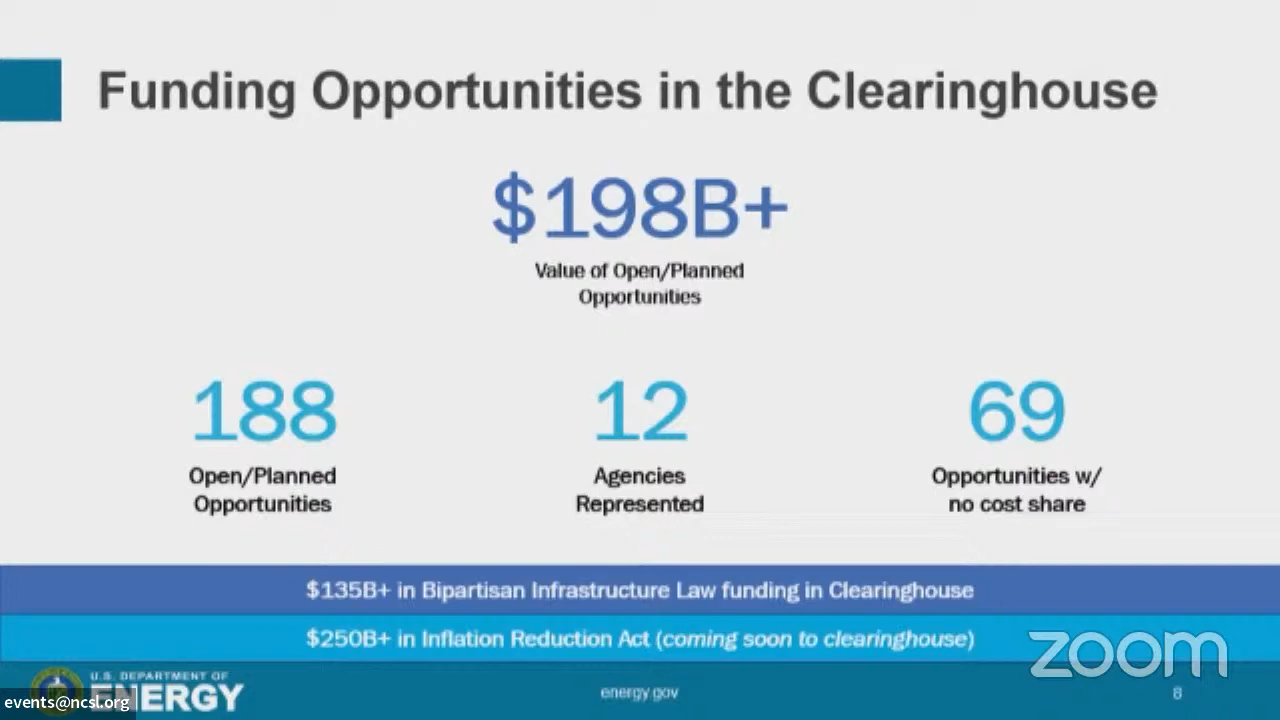 Funding Opportunities in the Clearinghouse
$198B+
Value of Open/Planned
Opportunities
188
Open/Planned
Opportunities
12
Agencies
Represented
69
Opportunities w/
no cost share
$135B+ in Bipartisan Infrastructure Law funding in Clearinghouse
$250B+ in Inflation Reduction Act (coming soon to clearinghouse)
zoom
U.S. DEPARTMENT OF
ENERGY
events@ncsl.org
energy.gov
8